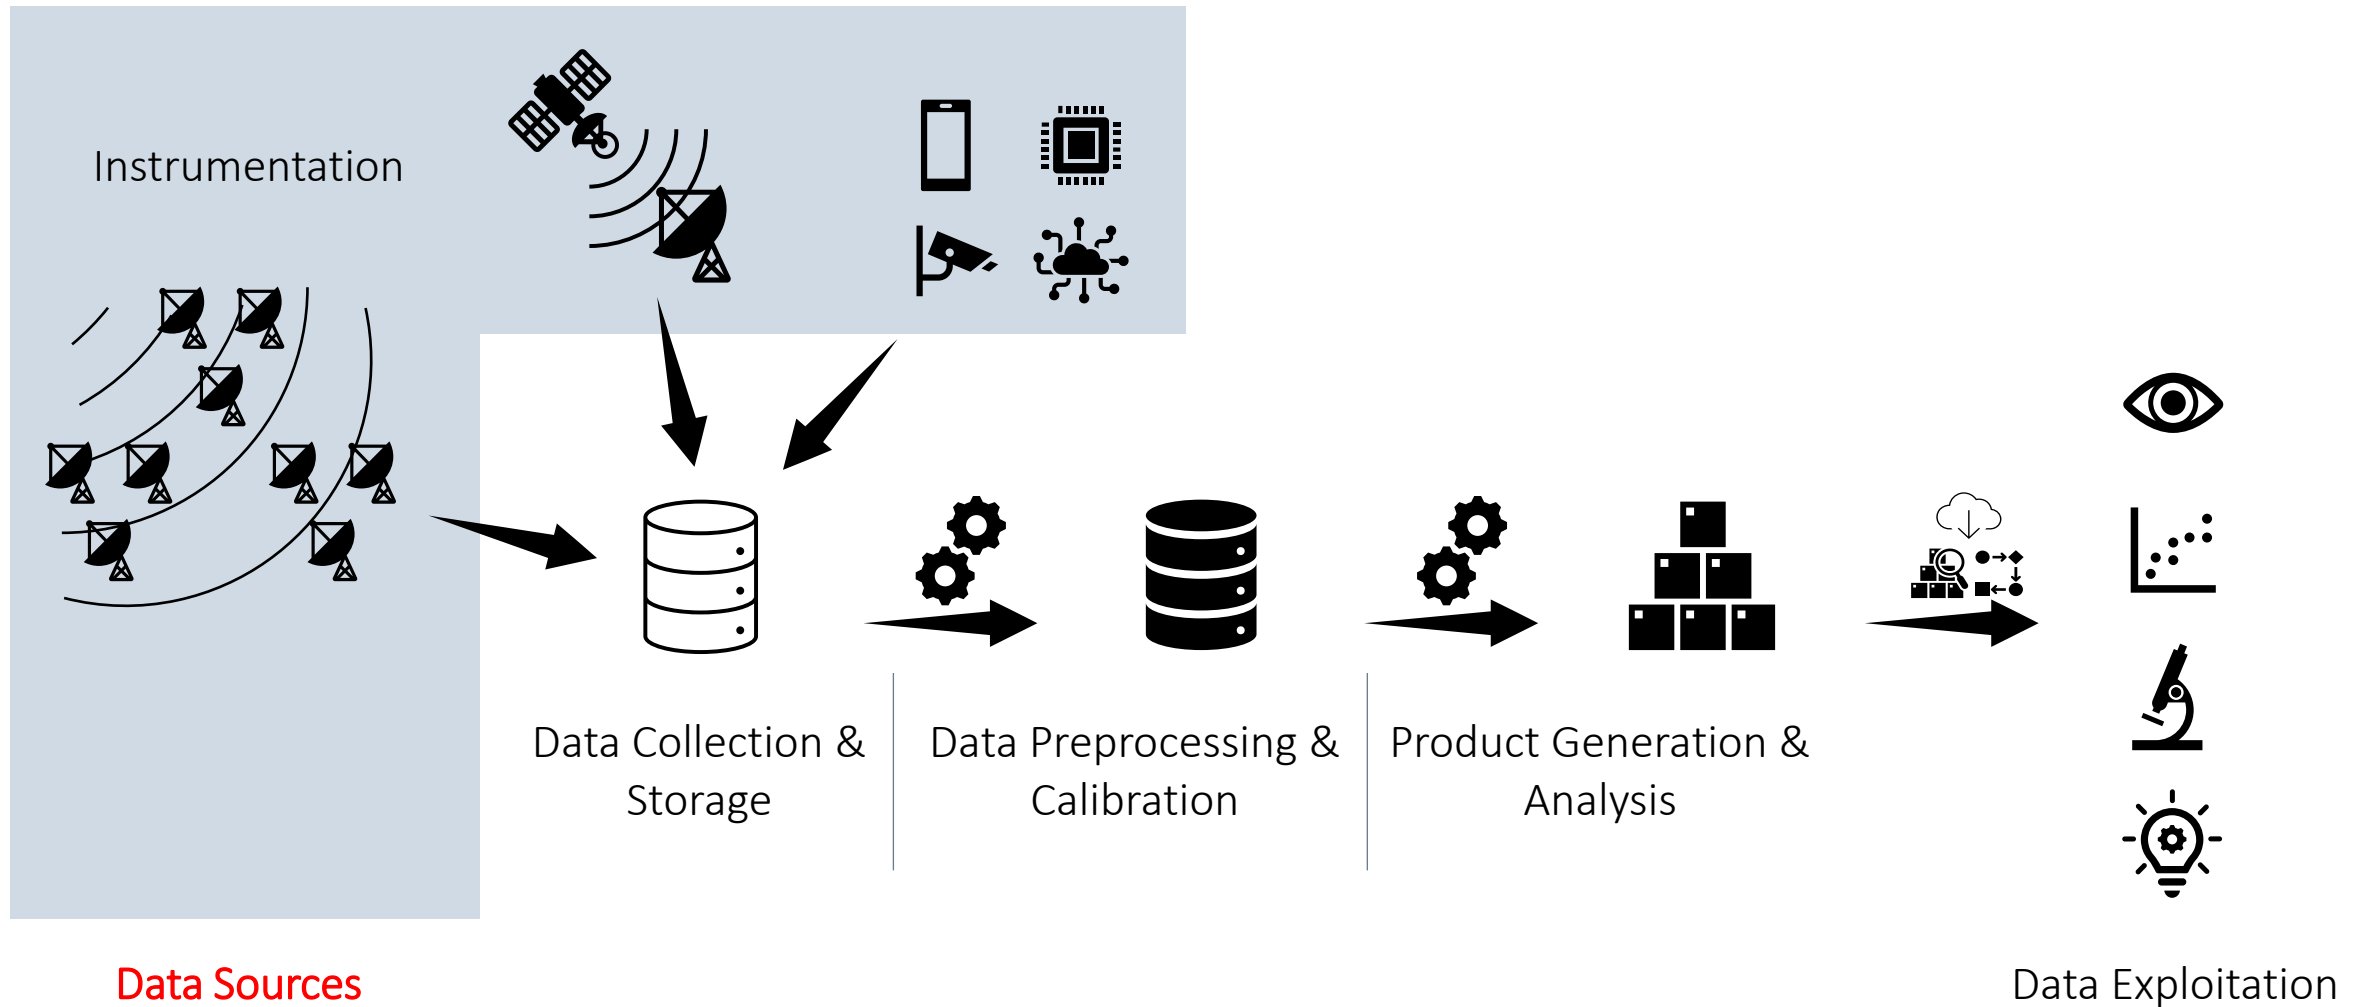 Instrumentation
Data Collection &
Storage
Data Preprocessing &
Calibration
Product Generation &
Analysis
Data Sources
Data Exploitation